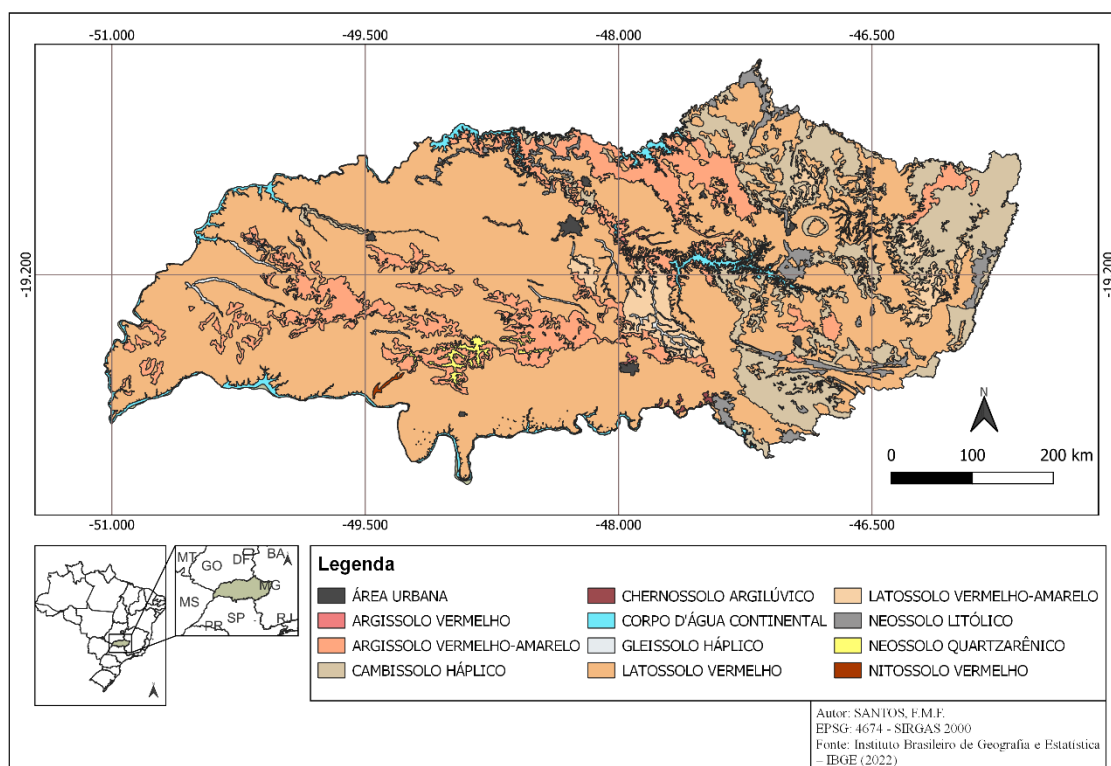 -51.000 -49.500 -48.000 -46.500
-19.200 -19.200
N
0 100 200 km
-51.000 -49.500 -48.000 -46.500
MT GO DF BA
MG
MS
SP
PR RJ
Legenda
ÁREA URBANA
ARGISSOLO VERMELHO
ARGISSOLO VERMELHO-AMARELO
CAMBISSOLO HÁPLICO
CHERNOSSOLO ARGILÚVICO
CORPO D'ÁGUA CONTINENTAL
GLEISSOLO HÁPLICO
LATOSSOLO VERMELHO
LATOSSOLO VERMELHO-AMARELO
NEOSSOLO LITÓLICO
NEOSSOLO QUARTZARÊNICO
NITOSSOLO VERMELHO
Autor: SANTOS, F.M.F.
EPSG: 4674 - SIRGAS 2000
Fonte: Instituto Brasileiro de Geografia e Estatística
– IBGE (2022)